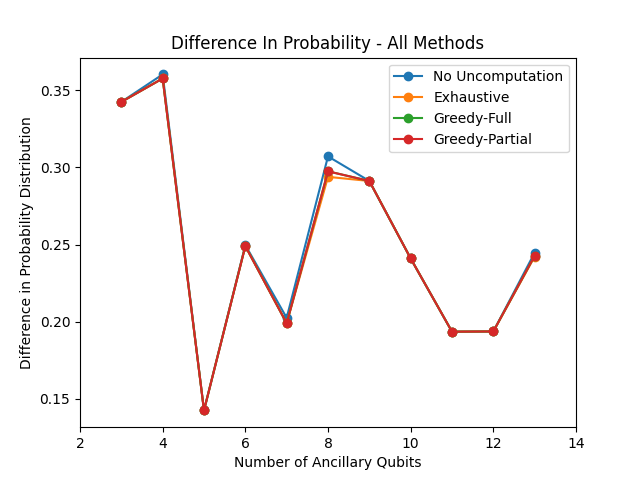 Difference In Probability - All Methods
No Uncomputation
Exhaustive
Greedy-Full
Greedy-Partial
Difference in Probability Distribution
0.35
0.30
0.25
0.20
0.15
2 4 6 8 10 12 14
Number of Ancillary Qubits